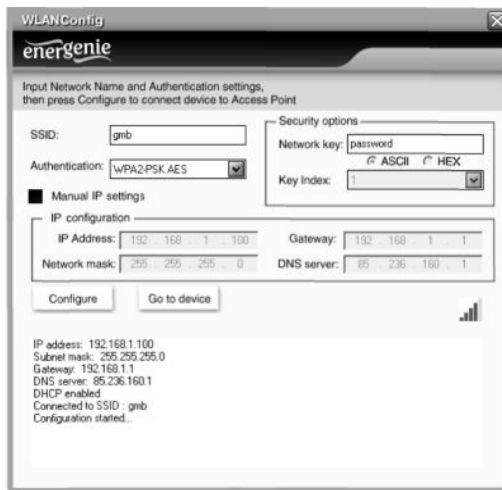 WLANConfig
energenie
Input Network Name and Authentication settings,
then press Configure to connect device to Access Point
SSID: gmb
Authentication: WPA2-PSK AES
Security options
Network key: password
ASCII HEX
Key Index: 1
Manual IP settings
IP configuration
IP Address: 192 . 168 . 1 . 100 Gateway: 192 . 168 . 1 . 1
Network mask: 255 . 255 . 255 . 0 DNS server: 85 . 236 . 160 . 1
Configure Go to device
IP address: 192.168.1.100
Subnet mask: 255.255.255.0
Gateway: 192.168.1.1
DNS server: 85.236.160.1
DHCP enabled
Connected to SSID : gmb
Configuration started...